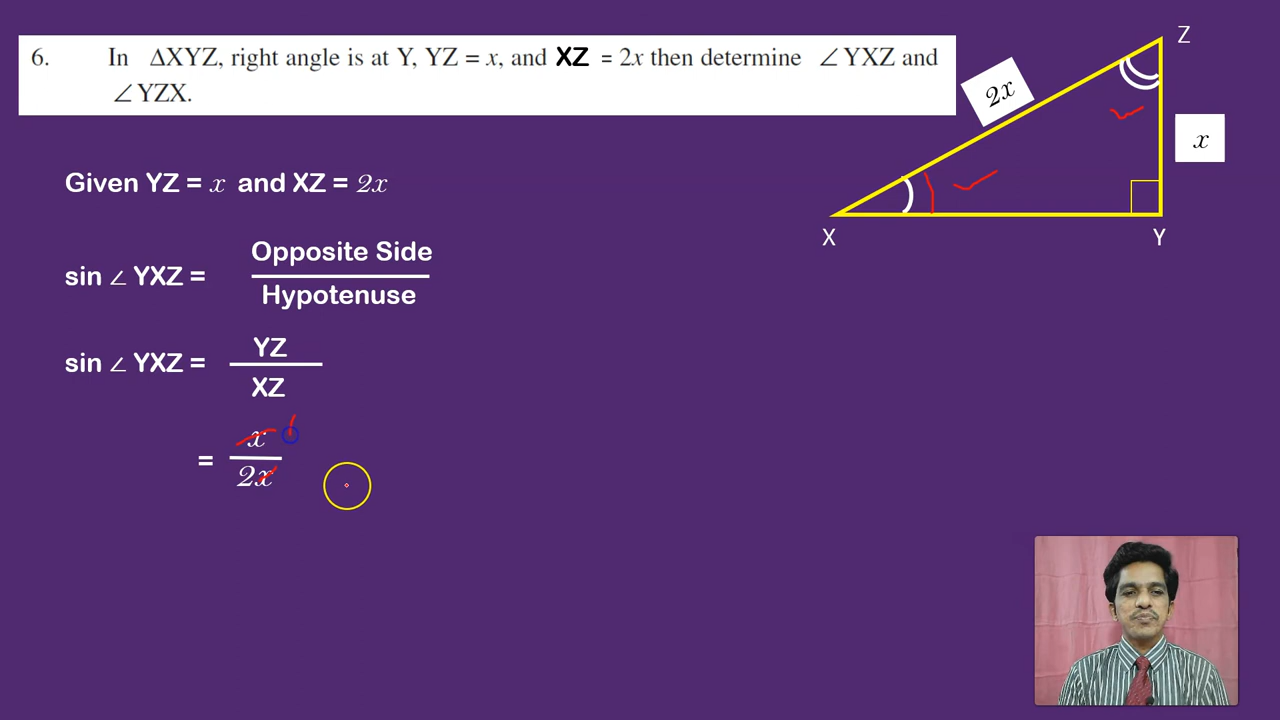 6. In ΔXYZ, right angle is at Y, YZ = x, and XZ = 2x then determine ∠YXZ and
∠YZX.
Z
2x
x
X
Y
Given YZ = x and XZ = 2x
sin ∠ YXZ = Opposite Side
Hypotenuse
sin ∠ YXZ = YZ
XZ
= x 1
2x